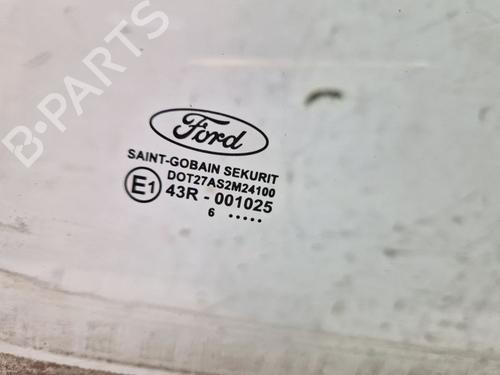 B-PARTS
Ford
SAINT-GOBAIN SEKURIT
DOT27AS2M24100
E1
43R - 001025
6 .....